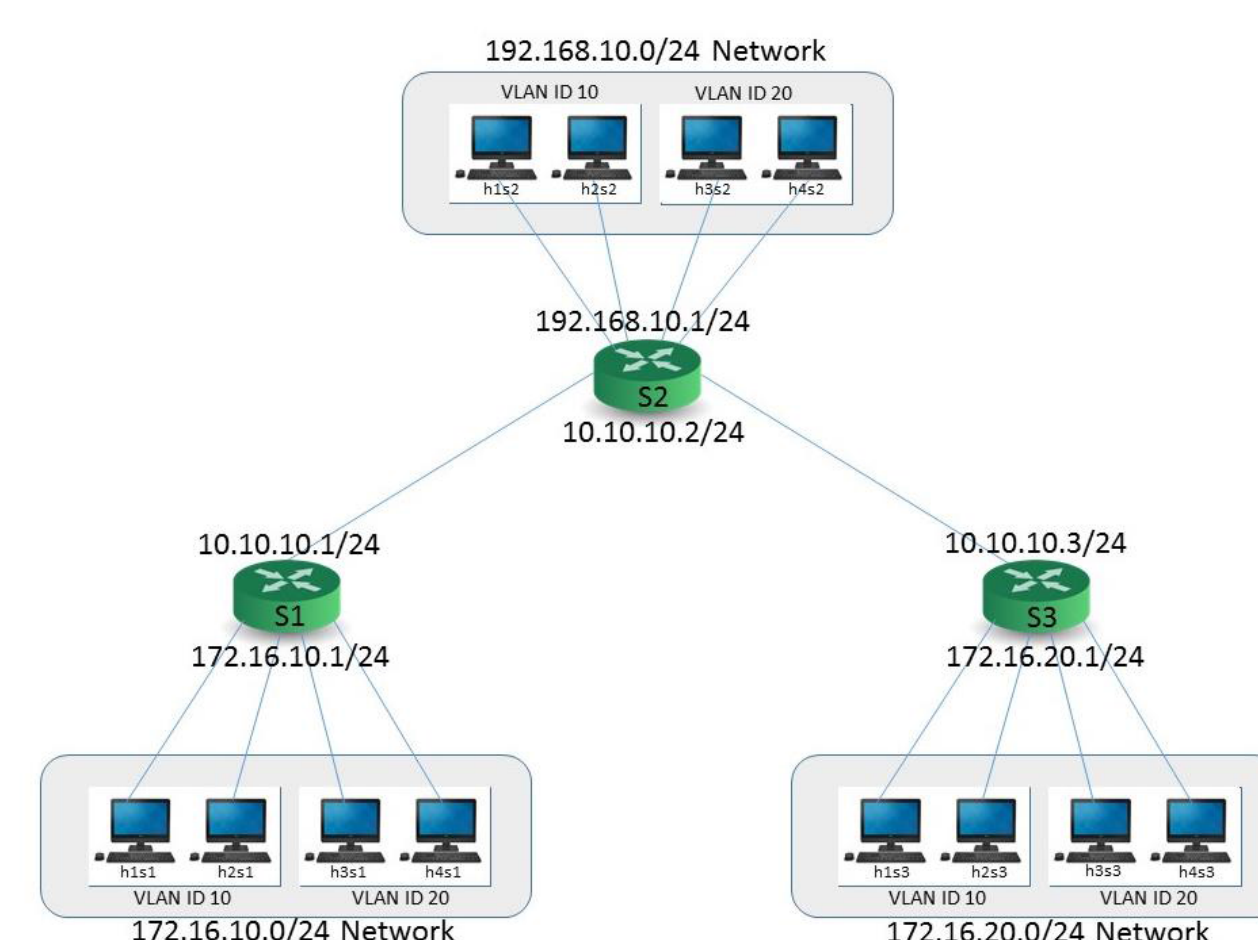 192.168.10.0/24 Network
VLAN ID 10
VLAN ID 20
h1s2
h2s2
h3s2
h4s2
192.168.10.1/24
S2
10.10.10.2/24
10.10.10.1/24
S1
172.16.10.1/24
10.10.10.3/24
S3
172.16.20.1/24
h1s1
h2s1
h3s1
h4s1
VLAN ID 10
VLAN ID 20
172.16.10.0/24 Network
h1s3
h2s3
h3s3
h4s3
VLAN ID 10
VLAN ID 20
172.16.20.0/24 Network